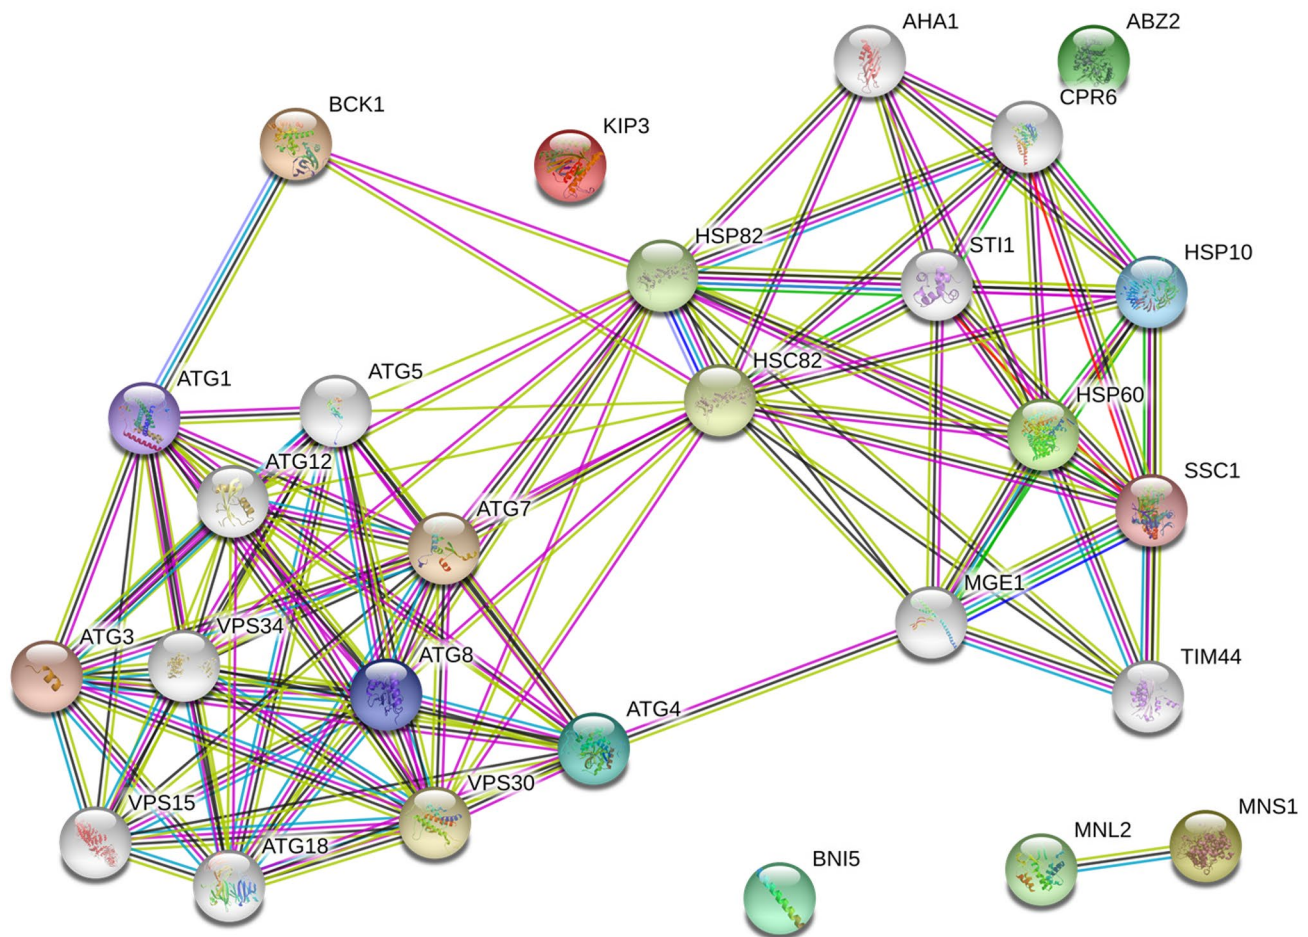 AHA1
ABZ2
CPR6
BCK1
KIP3
HSP82
STI1
HSP10
HSC82
ATG1
ATG5
HSP60
ATG12
SSC1
ATG7
MGE1
ATG3
VPS34
ATG8
TIM44
ATG4
VPS30
VPS15
MNS1
MNL2
ATG18
BNI5